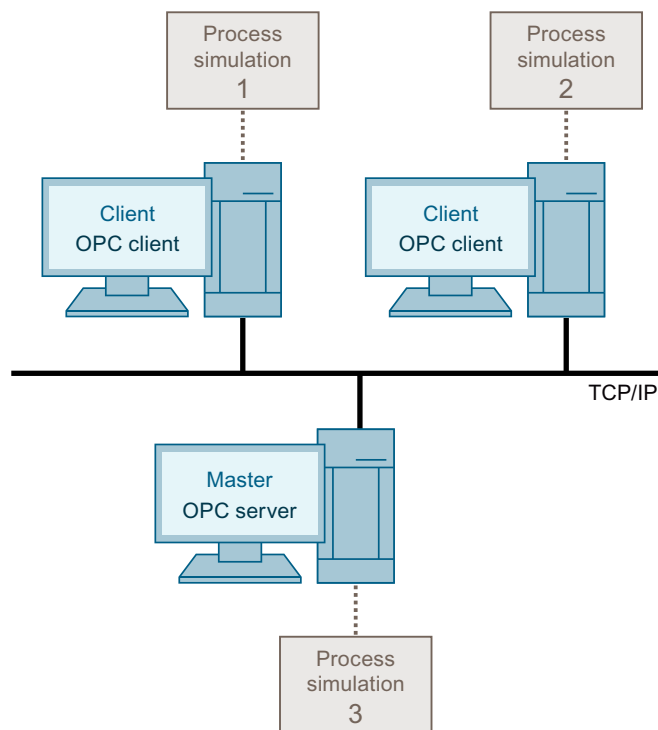 Process
simulation
1
Process
simulation
2
Client
OPC client
Client
OPC client
TCP/IP
Master
OPC server
Process
simulation
3